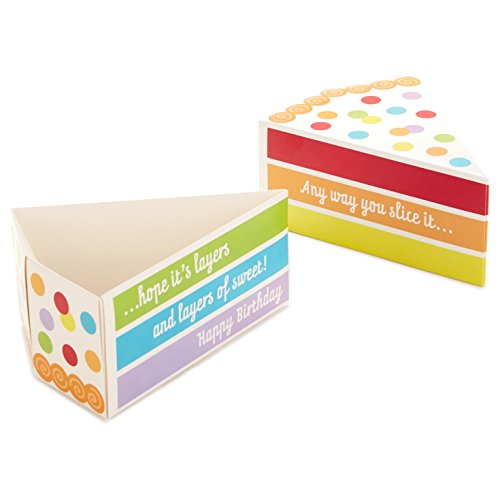 Any way you slice it...
...hope it's layers
and layers of sweet!
Happy Birthday